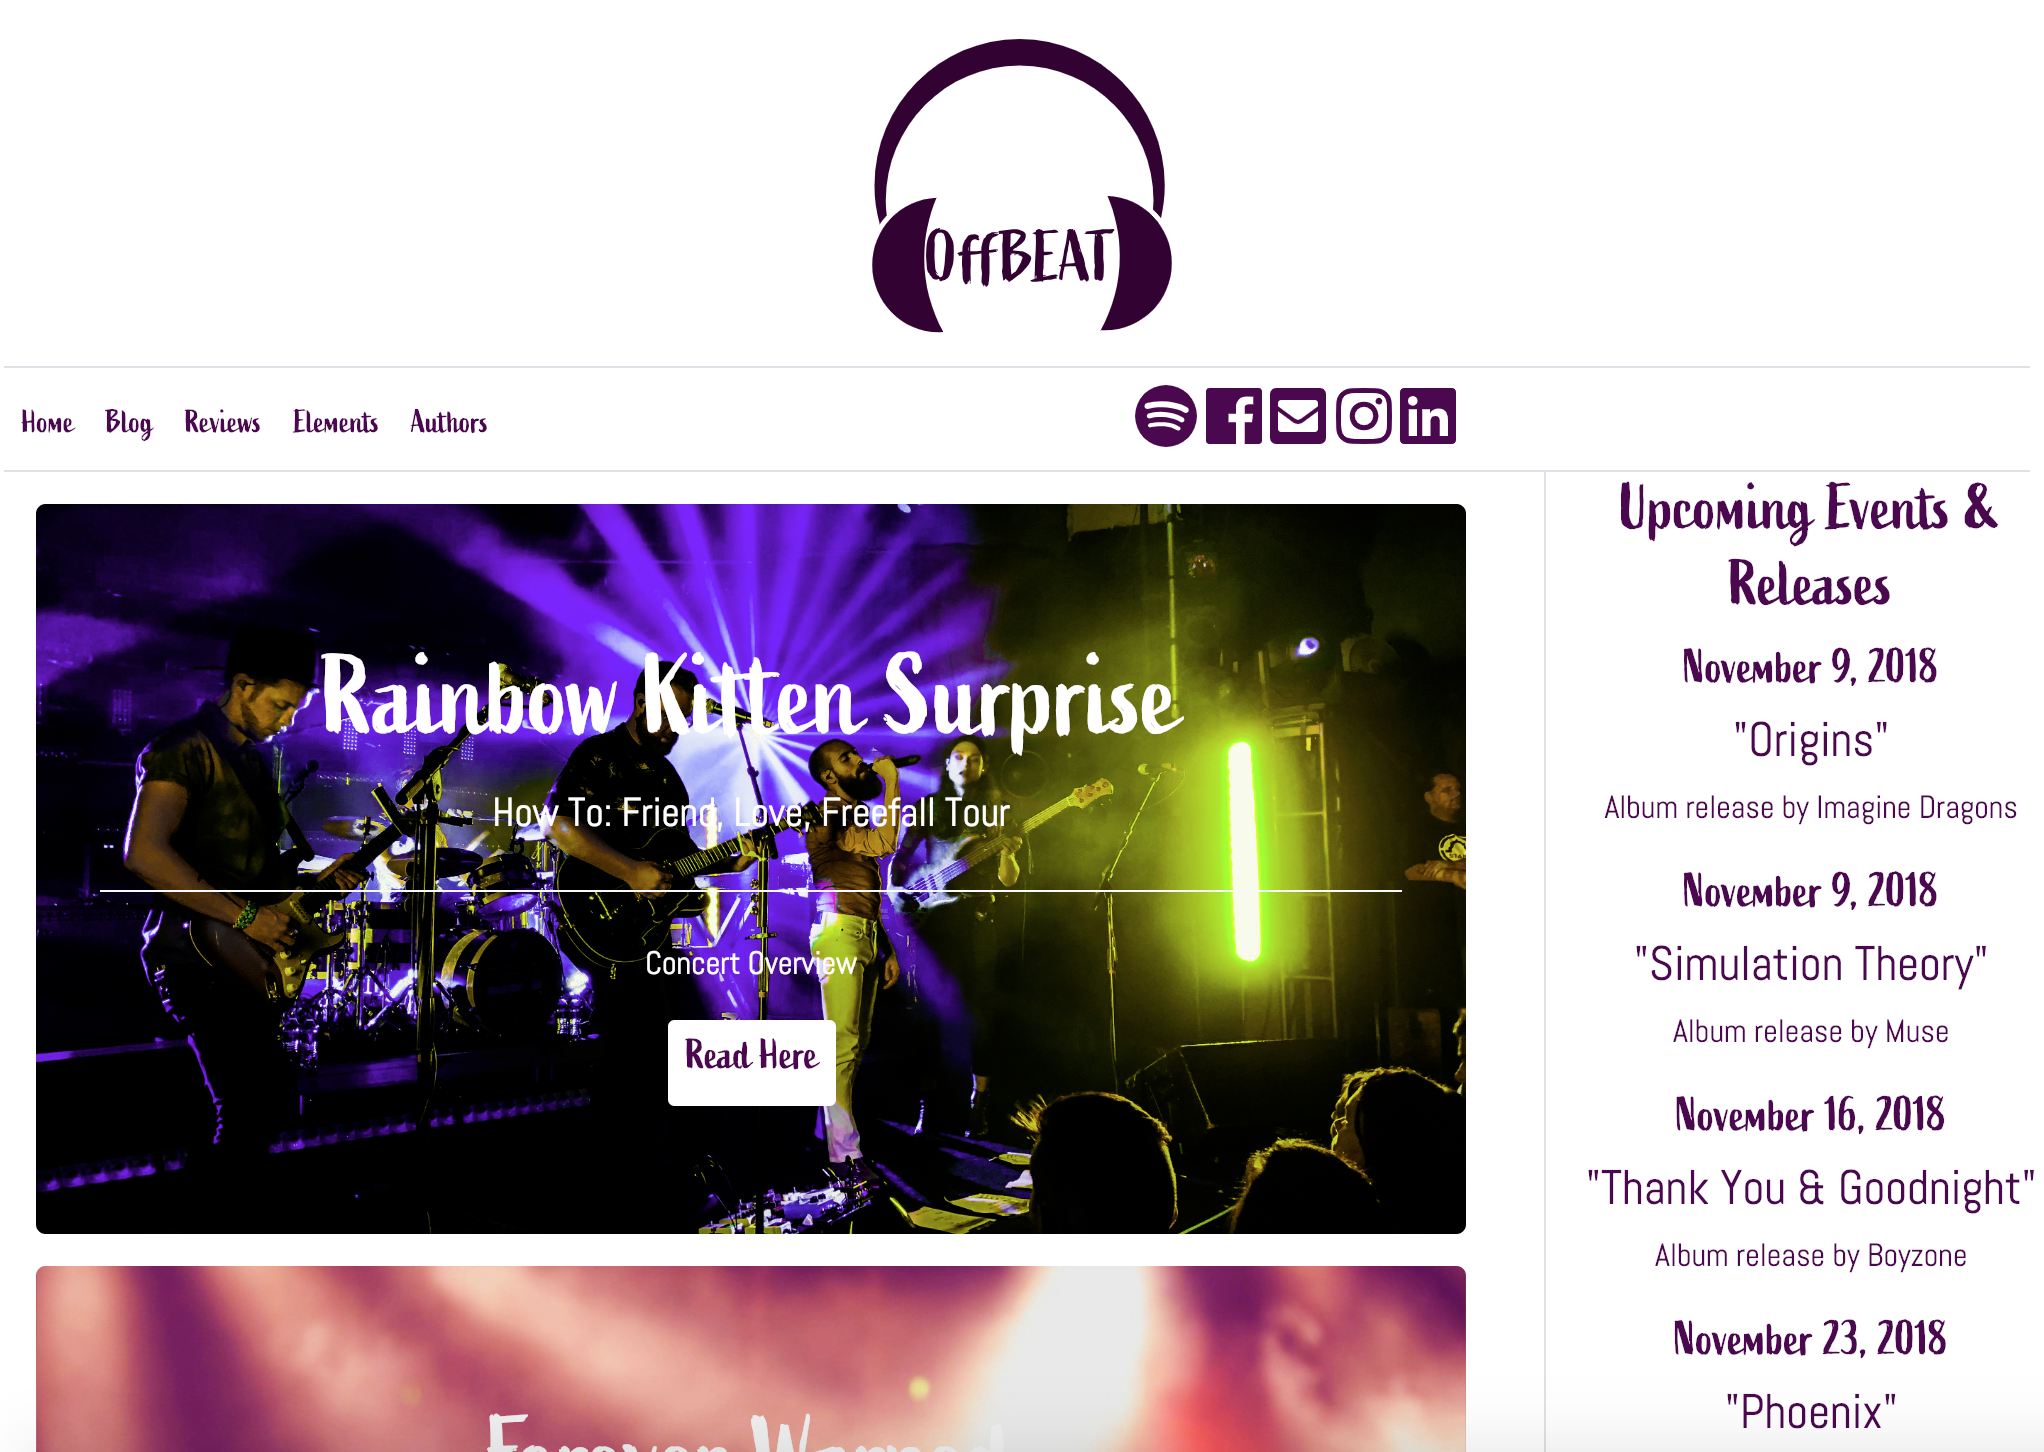 OffBEAT
Home Blog Reviews Elements Authors
Rainbow Kitten Surprise
How To: Friend, Love, Freefall Tour
Concert Overview
Read Here
Forever Warped
Upcoming Events &
Releases
November 9, 2018
"Origins"
Album release by Imagine Dragons
November 9, 2018
"Simulation Theory"
Album release by Muse
November 16, 2018
"Thank You & Goodnight"
Album release by Boyzone
November 23, 2018
"Phoenix"